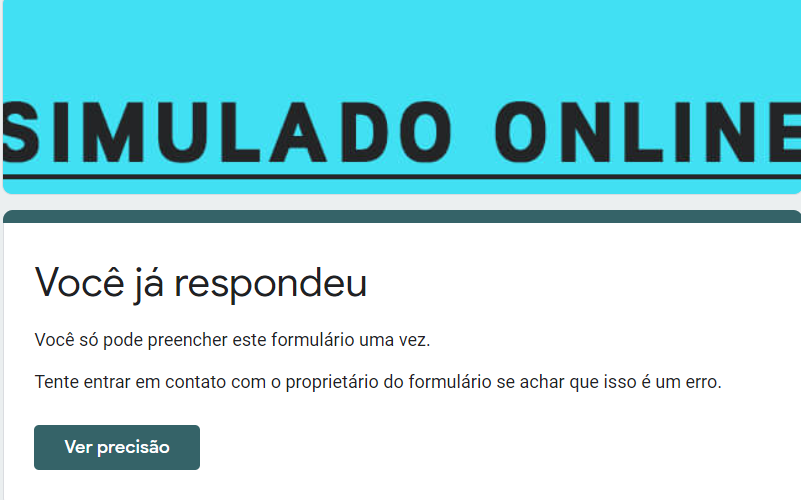 SIMULADO ONLINE
Você já respondeu
Você só pode preencher este formulário uma vez.
Tente entrar em contato com o proprietário do formulário se achar que isso é um erro.
Ver precisão